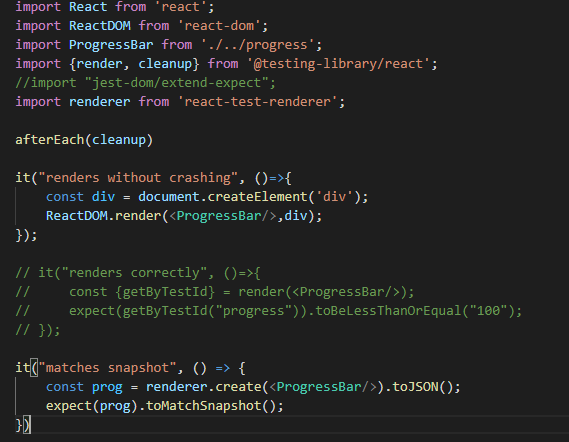 import React from 'react';
import ReactDOM from 'react-dom';
import ProgressBar from './../progress';
import {render, cleanup} from '@testing-library/react';
//import "jest-dom/extend-expect";
import renderer from 'react-test-renderer';
afterEach(cleanup)
it("renders without crashing", ()=>{
    const div = document.createElement('div');
    ReactDOM.render(<ProgressBar/>,div);
});
// it("renders correctly", ()=>{
//     const {getByTestId} = render(<ProgressBar/>);
//     expect(getByTestId("progress")).toBeLessThanOrEqual("100");
// });
it("matches snapshot", () => {
    const prog = renderer.create(<ProgressBar/>).toJSON();
    expect(prog).toMatchSnapshot();
})